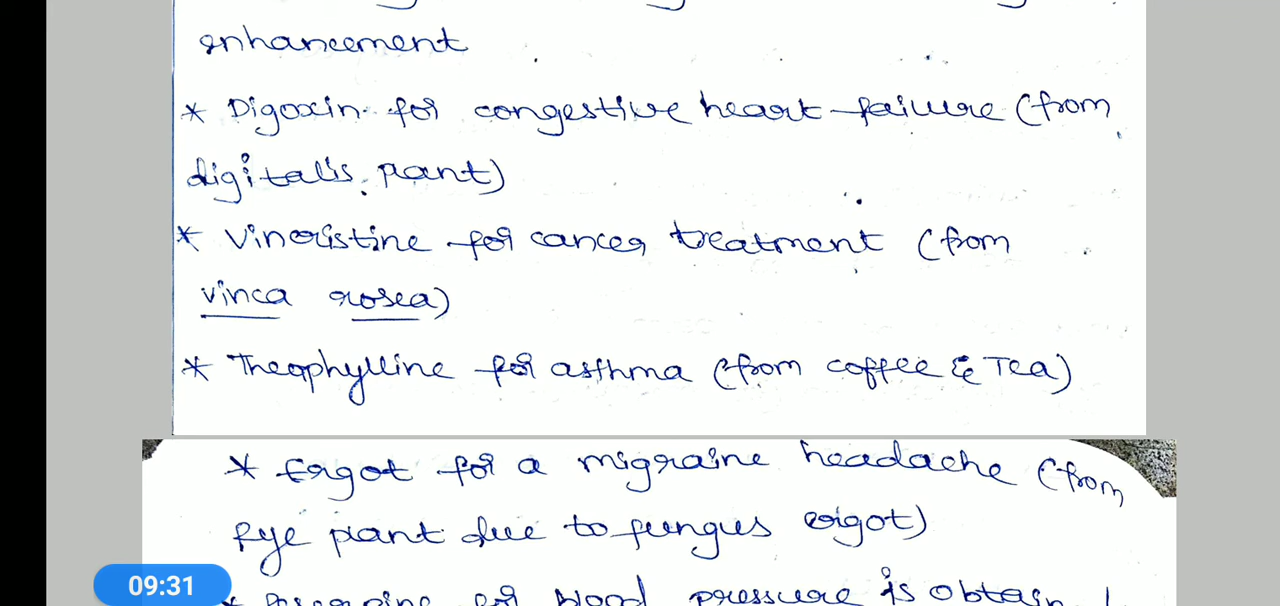 enhancement
* Digoxin for congestive heart failure (from
digitalis plant)
* Vincristine for cancer treatment (from
vinca rosea)
* Theophylline for asthma (from coffee & Tea)
* Ergot for a migraine headache (from
Rye plant due to fungus ergot)
for blood pressure is obtain
09:31